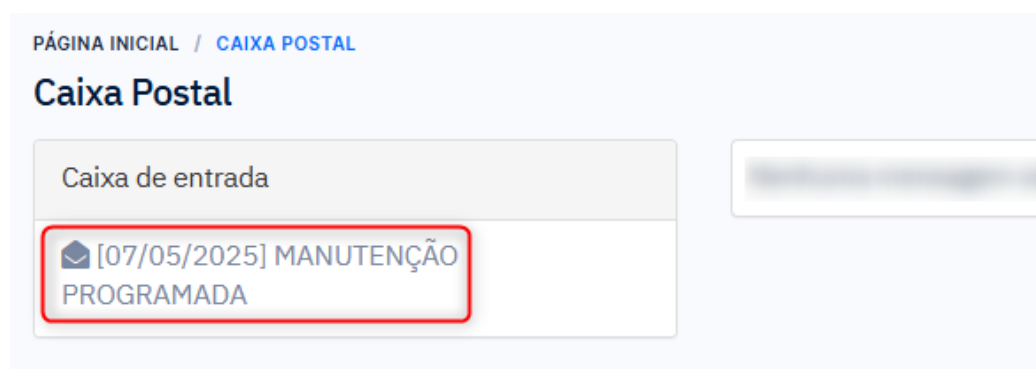 PÁGINA INICIAL / CAIXA POSTAL
Caixa Postal
Caixa de entrada
[07/05/2025] MANUTENÇÃO
PROGRAMADA